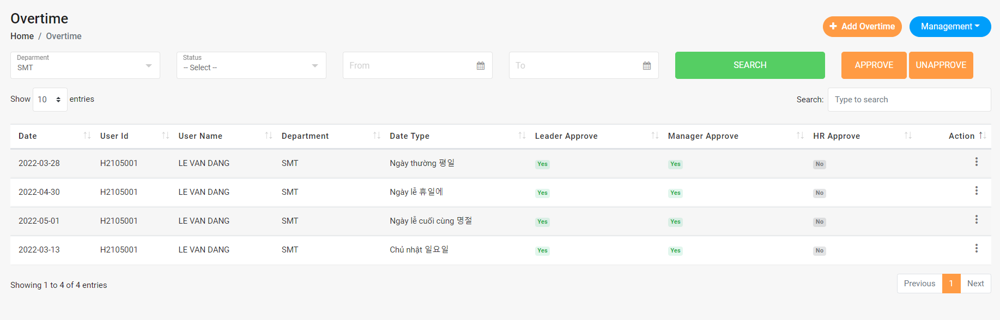 Overtime
Home / Overtime
Add Overtime
Management
Deparment
SMT
Status
-- Select --
From
To
SEARCH
APPROVE
UNAPPROVE
Show 10 entries
Search: Type to search
Date User Id User Name Department Date Type Leader Approve Manager Approve HR Approve Action
2022-03-28 H2105001 LE VAN DANG SMT Ngày thường 평일 Yes Yes No
2022-04-30 H2105001 LE VAN DANG SMT Ngày lễ 휴일에 Yes Yes No
2022-05-01 H2105001 LE VAN DANG SMT Ngày lễ cuối cùng 명절 Yes Yes No
2022-03-13 H2105001 LE VAN DANG SMT Chủ nhật 일요일 Yes Yes No
Showing 1 to 4 of 4 entries
Previous 1 Next